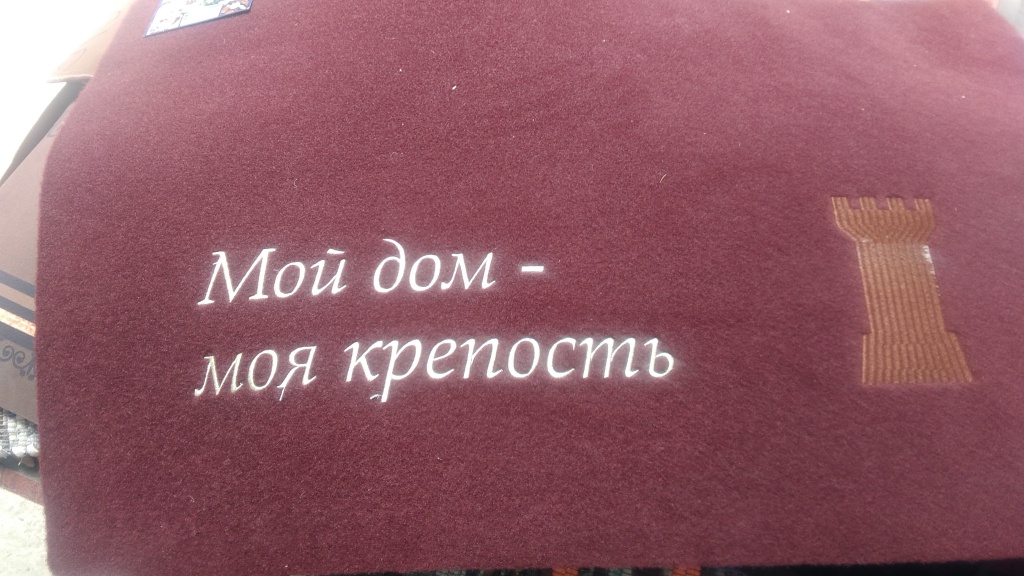 Мой дом -
моя крепость